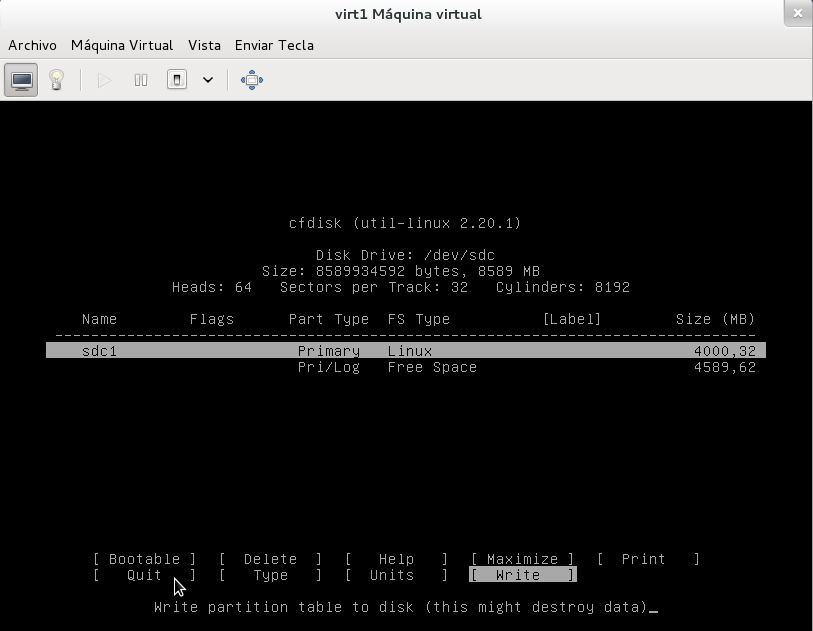 virt1 Máquina virtual
Archivo Máquina Virtual Vista Enviar Tecla
cfdisk (util-linux 2.20.1)
Disk Drive: /dev/sdc
Size: 8589934592 bytes, 8589 MB
Heads: 64 Sectors per Track: 32 Cylinders: 8192
Name Flags Part Type FS Type [Label] Size (MB)
------------------------------------------------------------------------------
sdc1 Primary Linux 4000,32
Pri/Log Free Space 4589,62
[ Bootable ] [ Delete ] [ Help ] [ Maximize ] [ Print ]
[ Quit ] [ Type ] [ Units ] [ Write ]
Write partition table to disk (this might destroy data)_